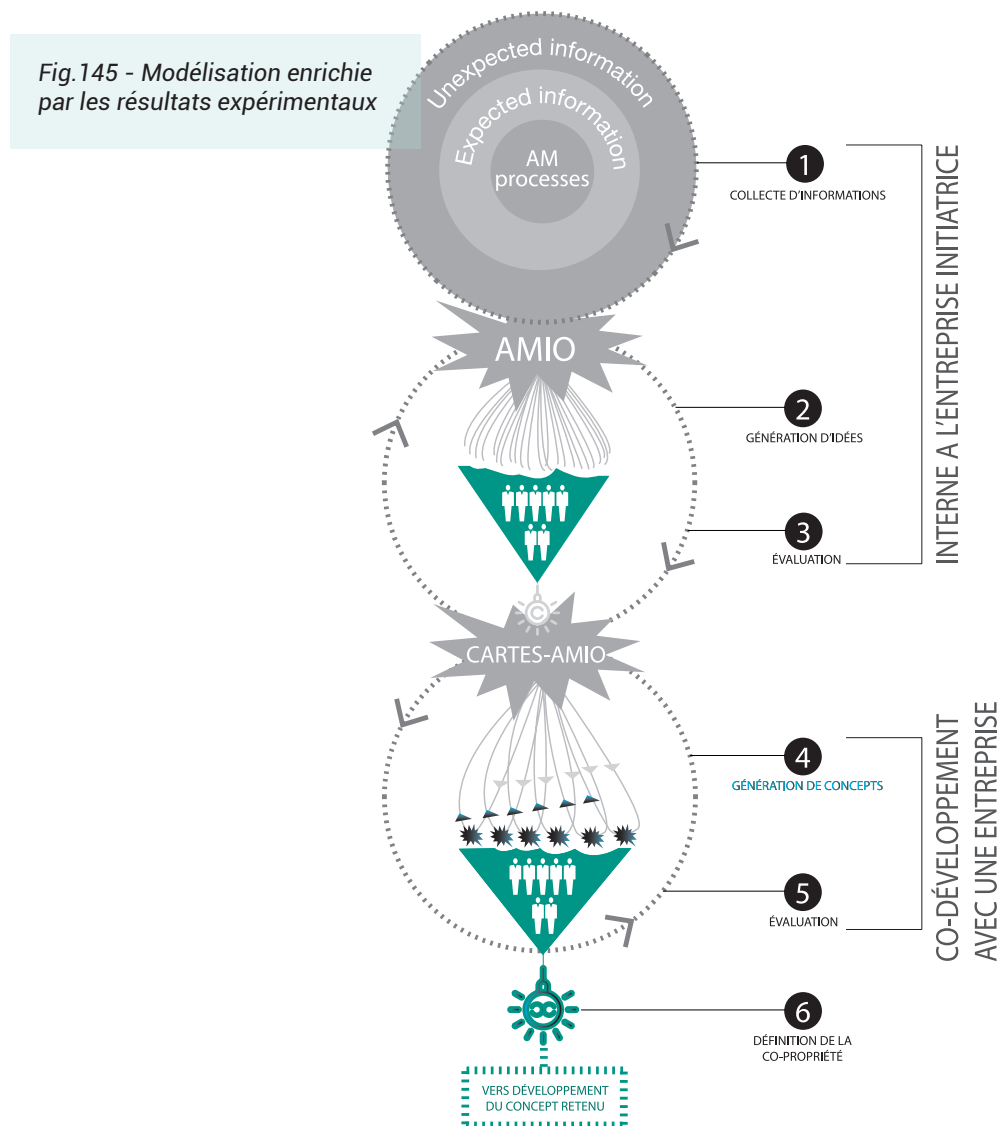 Fig.145 - Modélisation enrichie
par les résultats expérimentaux
Unexpected information
Expected information
AM
processes
1
COLLECTE D'INFORMATIONS
AMIO
2
GÉNÉRATION D'IDÉES
3
ÉVALUATION
INTERNE A L'ENTREPRISE INITIATRICE
C
CARTES-AMIO
4
GÉNÉRATION DE CONCEPTS
5
ÉVALUATION
CO-DÉVELOPPEMENT
AVEC UNE ENTREPRISE
6
DÉFINITION DE LA
CO-PROPRIÉTÉ
VERS DÉVELOPPEMENT
DU CONCEPT RETENU